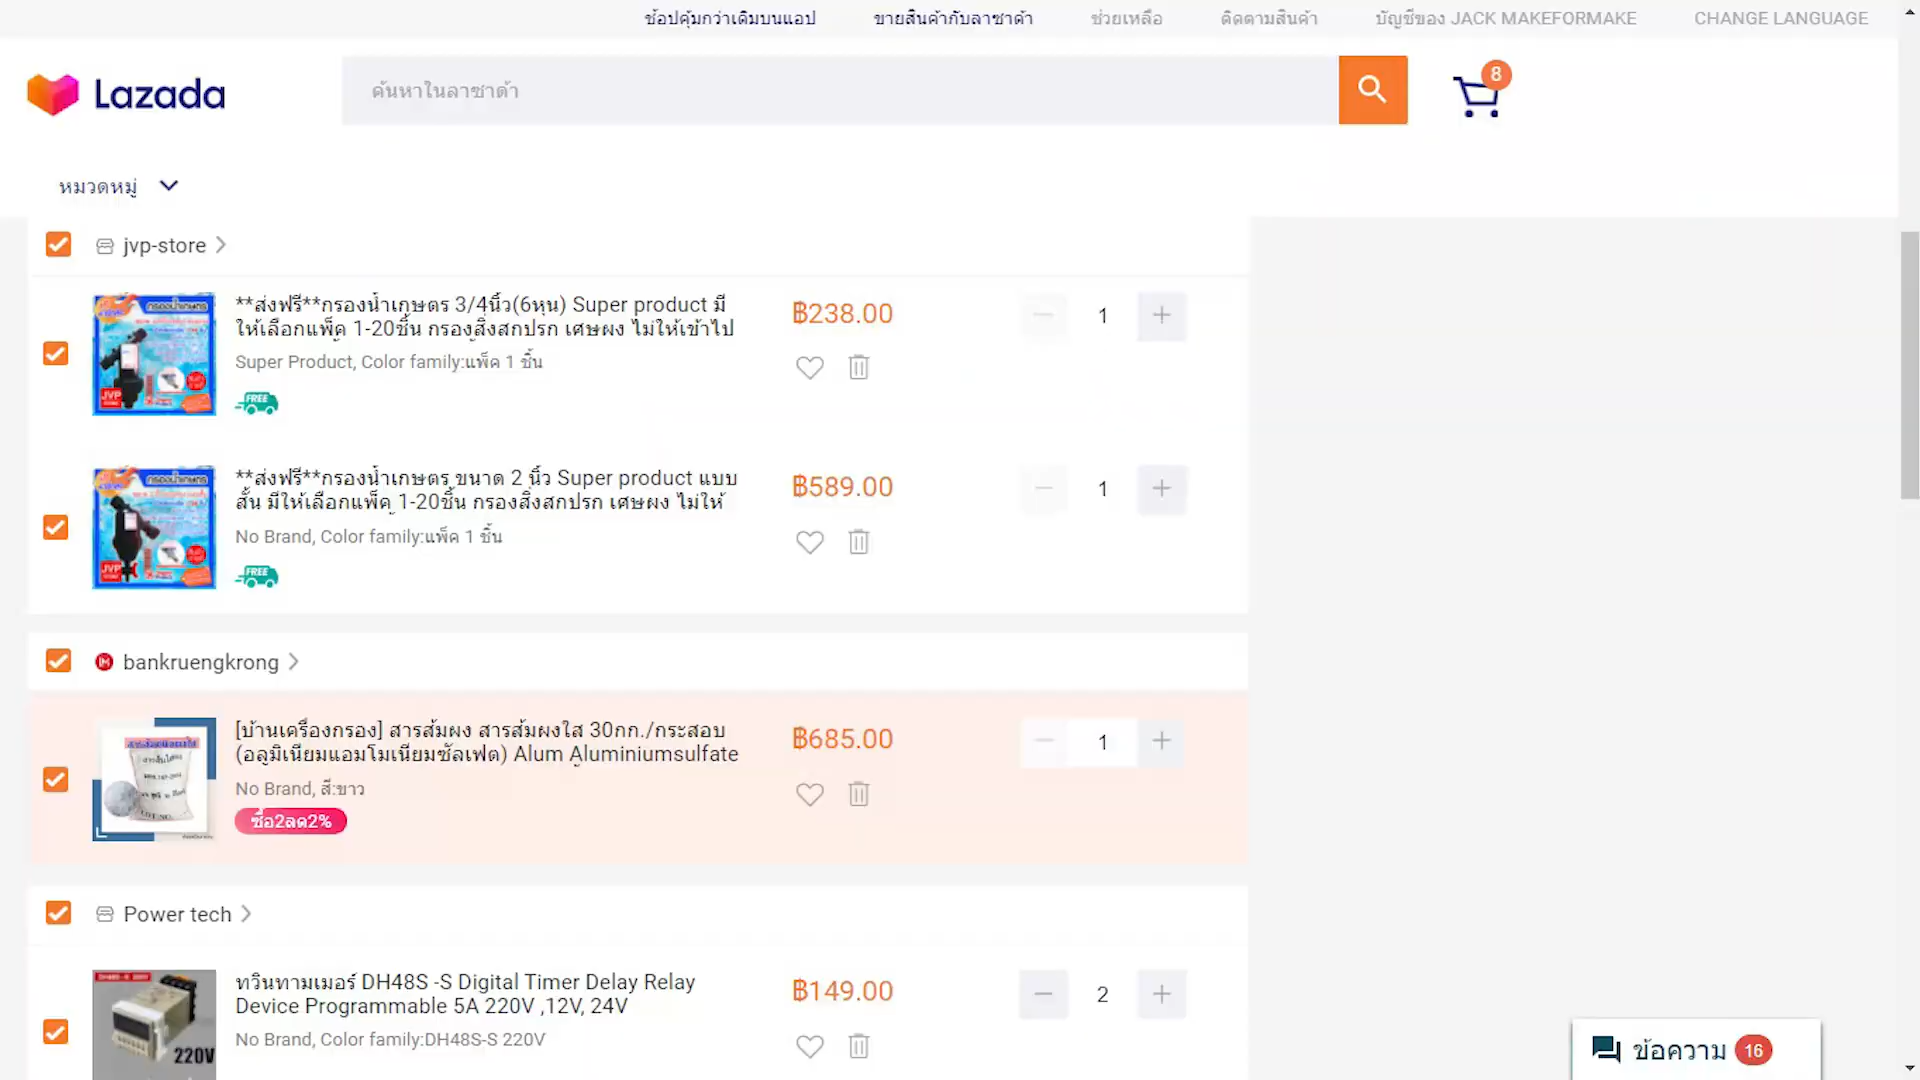 ช้อปคุ้มกว่าเดิมบนแอป ขายสินค้ากับลาซาด้า ช่วยเหลือ ติดตามสินค้า บัญชีของ JACK MAKEFORMAKE CHANGE LANGUAGE
Lazada
ค้นหาในลาซาด้า
8
หมวดหมู่
jvp-store
**ส่งฟรี**กรองน้ำเกษตร 3/4นิ้ว(6หุน) Super product มี
ให้เลือกแพ็ค 1-20ชิ้น กรองสิ่งสกปรก เศษผง ไม่ให้เข้าไป
Super Product, Color family:แพ็ค 1 ชิ้น
FREE
฿238.00
1
**ส่งฟรี**กรองน้ำเกษตร ขนาด 2 นิ้ว Super product แบบ
สั้น มีให้เลือกแพ็ค 1-20ชิ้น กรองสิ่งสกปรก เศษผง ไม่ให้
No Brand, Color family:แพ็ค 1 ชิ้น
FREE
฿589.00
1
bankruengkrong
[บ้านเครื่องกรอง] สารส้มผง สารส้มผงใส 30กก./กระสอบ
(อลูมิเนียมแอมโมเนียมซัลเฟต) Alum Aluminiumsulfate
No Brand, สี:ขาว
ซื้อ2ลด2%
฿685.00
1
Power tech
ทวินทามเมอร์ DH48S -S Digital Timer Delay Relay
Device Programmable 5A 220V ,12V, 24V
No Brand, Color family:DH48S-S 220V
220V
฿149.00
2
ข้อความ 16